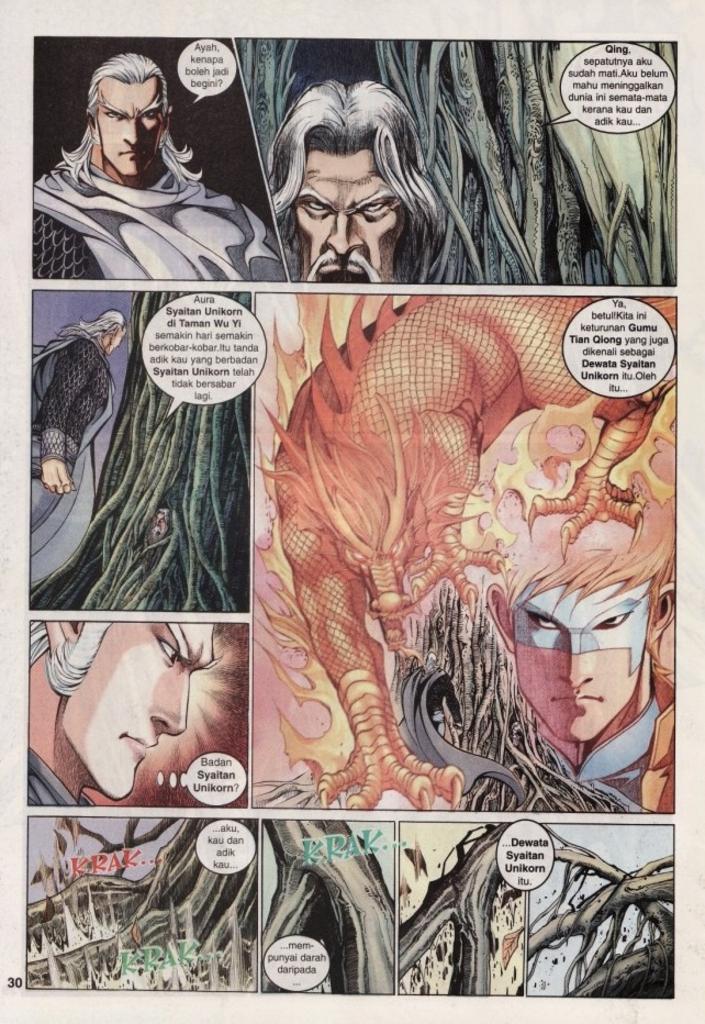 Ayah,
kenapa
boleh jadi
begini?
Qing,
sepatutnya aku
sudah mati.Aku belum
mahu meninggalkan
dunia ini semata-mata
kerana kau dan
adik kau...
Aura
Syaitan Unikorn
di Taman Wu Yi
semakin hari semakin
berkobar-kobar.Itu tanda
adik kau yang berbadan
Syaitan Unikorn telah
tidak bersabar
lagi.
Ya,
betul!Kita ini
keturunan Gumu
Tian Qiong yang juga
dikenali sebagai
Dewata Syaitan
Unikorn itu.Oleh
itu...
Badan
Syaitan
Unikorn?
KRAK...
...aku,
kau dan
adik
kau...
KRAK...
KRAK...
...mem-
punyai darah
daripada
...
...Dewata
Syaitan
Unikorn
itu.
30